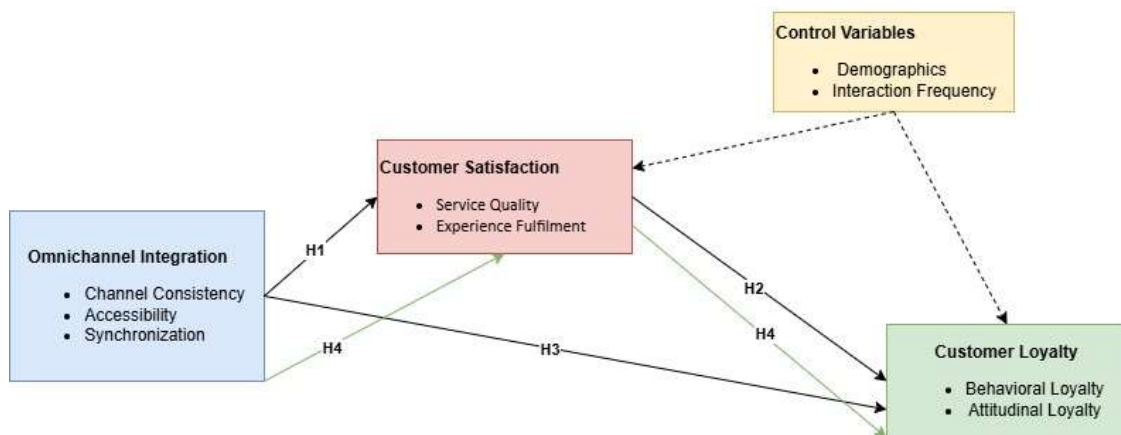 Control Variables
• Demographics
• Interaction Frequency
Customer Satisfaction
• Service Quality
• Experience Fulfilment
Omnichannel Integration
• Channel Consistency
• Accessibility
• Synchronization
H1
H2
H4
H4
H3
Customer Loyalty
• Behavioral Loyalty
• Attitudinal Loyalty